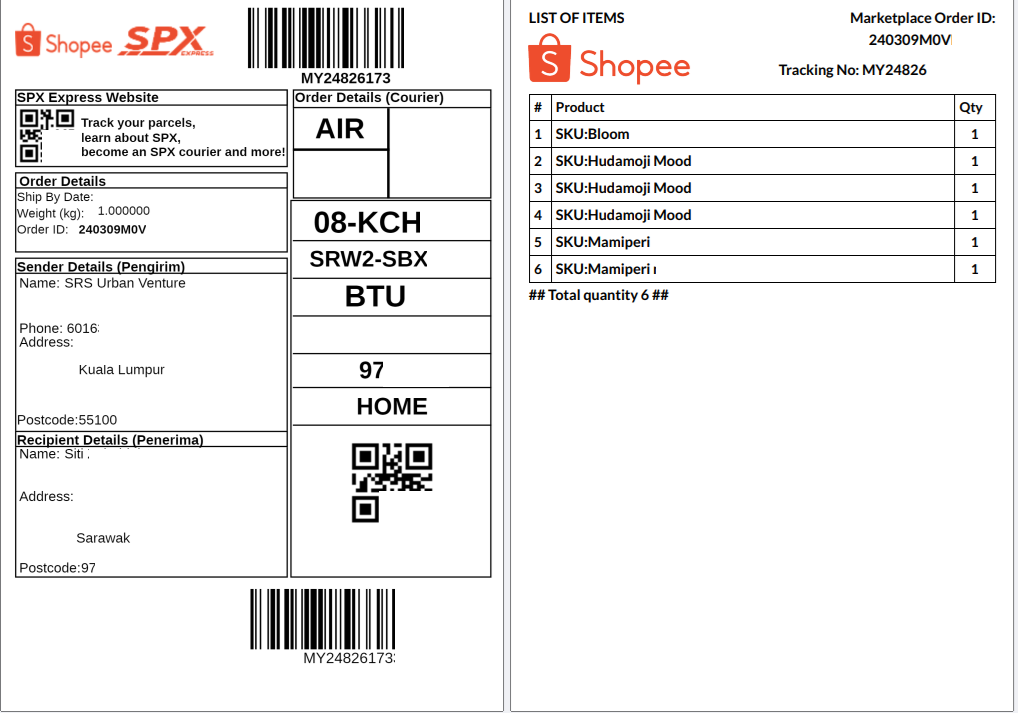 Shopee SPX EXPRESS
MY24826173
SPX Express Website
Track your parcels,
learn about SPX,
become an SPX courier and more!
Order Details (Courier)
AIR
Order Details
Ship By Date:
Weight (kg): 1.000000
Order ID: 240309M0V
08-KCH
SRW2-SBX
BTU
97
HOME
Sender Details (Pengirim)
Name: SRS Urban Venture
Phone: 6016
Address:
Kuala Lumpur
Postcode:55100
Recipient Details (Penerima)
Name: Siti
Address:
Sarawak
Postcode:97
MY24826173
LIST OF ITEMS
Marketplace Order ID:
240309M0V
Shopee
Tracking No: MY24826
# Product Qty
1 SKU:Bloom 1
2 SKU:Hudamoji Mood 1
3 SKU:Hudamoji Mood 1
4 SKU:Hudamoji Mood 1
5 SKU:Mamiperi 1
6 SKU:Mamiperi 1
## Total quantity 6 ##